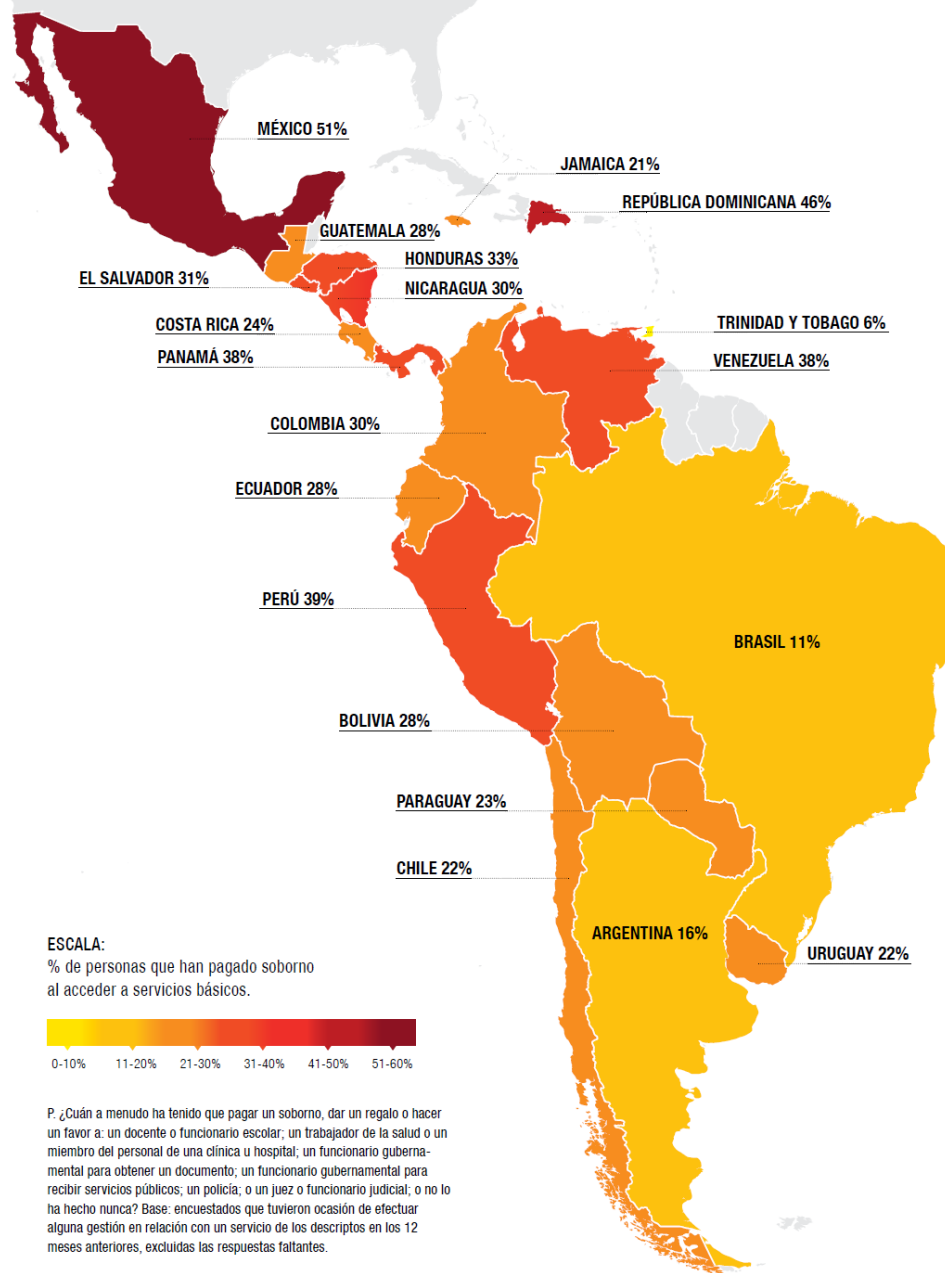 MÉXICO 51%
JAMAICA 21%
REPÚBLICA DOMINICANA 46%
GUATEMALA 28%
HONDURAS 33%
EL SALVADOR 31%
NICARAGUA 30%
COSTA RICA 24%
TRINIDAD Y TOBAGO 6%
PANAMÁ 38%
VENEZUELA 38%
COLOMBIA 30%
ECUADOR 28%
PERÚ 39%
BRASIL 11%
BOLIVIA 28%
PARAGUAY 23%
CHILE 22%
ARGENTINA 16%
URUGUAY 22%
ESCALA:
% de personas que han pagado soborno
al acceder a servicios básicos.
0-10% 11-20% 21-30% 31-40% 41-50% 51-60%
P. ¿Cuán a menudo ha tenido que pagar un soborno, dar un regalo o hacer
un favor a: un docente o funcionario escolar; un trabajador de la salud o un
miembro del personal de una clínica u hospital; un funcionario guberna-
mental para obtener un documento; un funcionario gubernamental para
recibir servicios públicos; un policía; o un juez o funcionario judicial; o no lo
ha hecho nunca? Base: encuestados que tuvieron ocasión de efectuar
alguna gestión en relación con un servicio de los descriptos en los 12
meses anteriores, excluidas las respuestas faltantes.